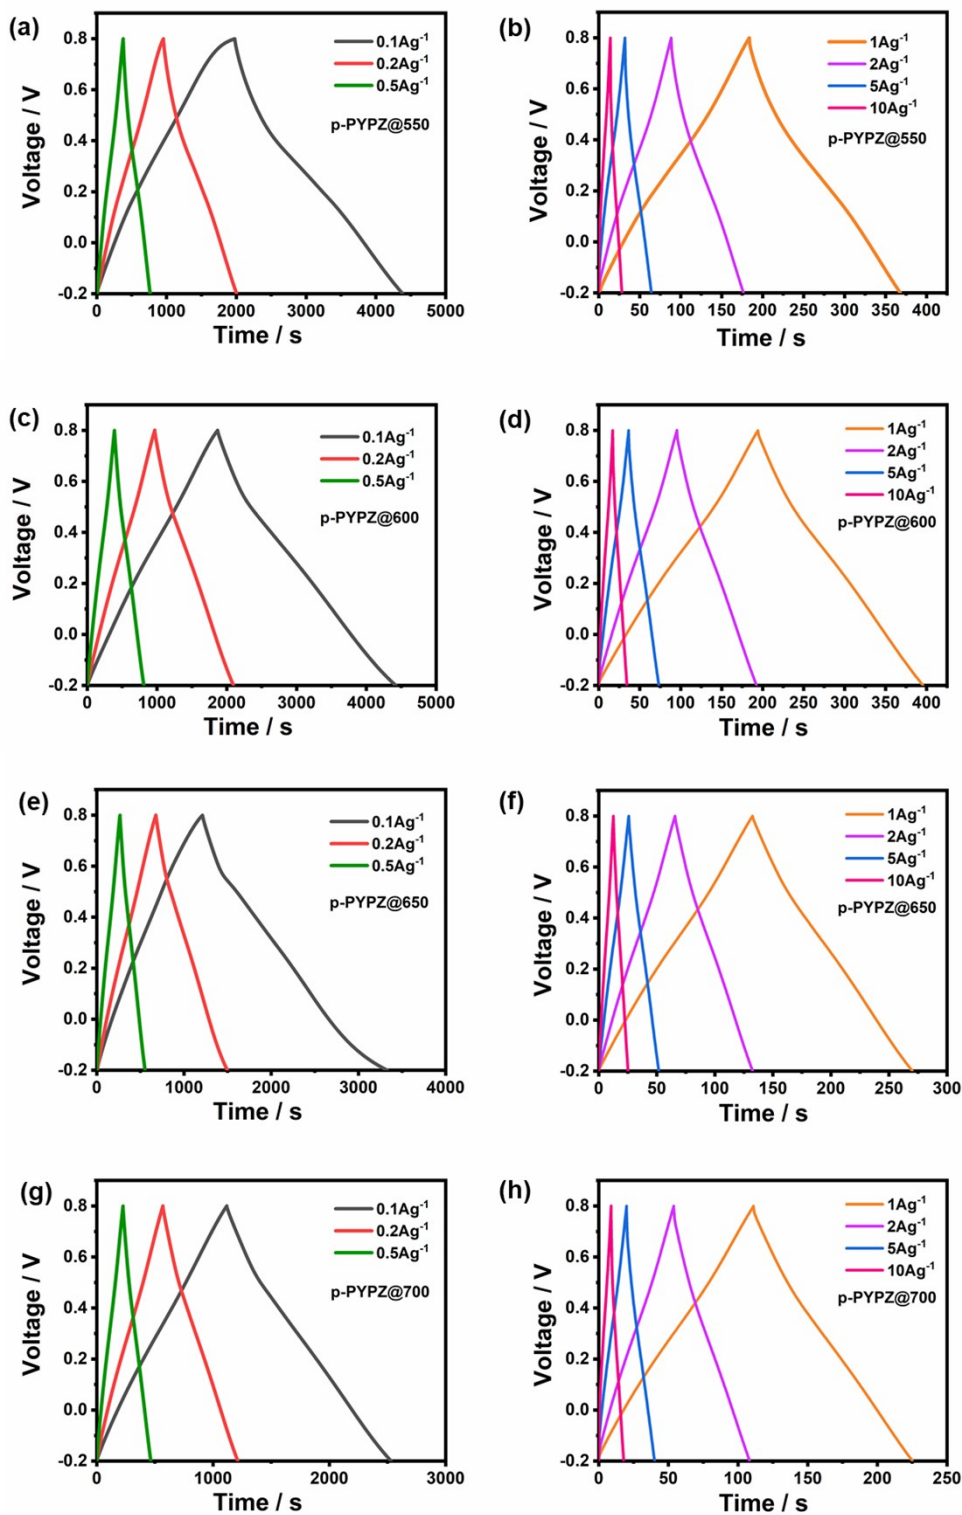 (a)
0.8
0.6
0.4
0.2
0.0
-0.2
Voltage / V
0.1Ag⁻¹
0.2Ag⁻¹
0.5Ag⁻¹
p-PYPZ@550
0 1000 2000 3000 4000 5000
Time / s
(b)
0.8
0.6
0.4
0.2
0.0
-0.2
Voltage / V
1Ag⁻¹
2Ag⁻¹
5Ag⁻¹
10Ag⁻¹
p-PYPZ@550
0 50 100 150 200 250 300 350 400
Time / s
(c)
0.8
0.6
0.4
0.2
0.0
-0.2
Voltage / V
0.1Ag⁻¹
0.2Ag⁻¹
0.5Ag⁻¹
p-PYPZ@600
0 1000 2000 3000 4000 5000
Time / s
(d)
0.8
0.6
0.4
0.2
0.0
-0.2
Voltage / V
1Ag⁻¹
2Ag⁻¹
5Ag⁻¹
10Ag⁻¹
p-PYPZ@600
0 50 100 150 200 250 300 350 400
Time / s
(e)
0.8
0.6
0.4
0.2
0.0
-0.2
Voltage / V
0.1Ag⁻¹
0.2Ag⁻¹
0.5Ag⁻¹
p-PYPZ@650
0 1000 2000 3000 4000
Time / s
(f)
0.8
0.6
0.4
0.2
0.0
-0.2
Voltage / V
1Ag⁻¹
2Ag⁻¹
5Ag⁻¹
10Ag⁻¹
p-PYPZ@650
0 50 100 150 200 250 300
Time / s
(g)
0.8
0.6
0.4
0.2
0.0
-0.2
Voltage / V
0.1Ag⁻¹
0.2Ag⁻¹
0.5Ag⁻¹
p-PYPZ@700
0 1000 2000 3000
Time / s
(h)
0.8
0.6
0.4
0.2
0.0
-0.2
Voltage / V
1Ag⁻¹
2Ag⁻¹
5Ag⁻¹
10Ag⁻¹
p-PYPZ@700
0 50 100 150 200 250
Time / s